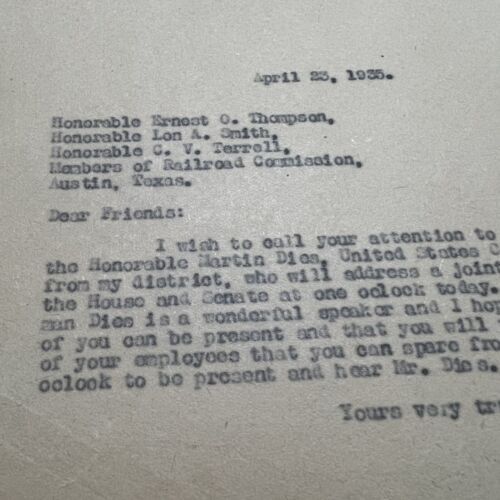 April 23, 1935.
Honorable Ernest O. Thompson,
Honorable Lon A. Smith,
Honorable C. V. Terrell,
Members of Railroad Commission,
Austin, Texas.
Dear Friends:
I wish to call your attention to
the Honorable Martin Dies, United States C
from my district, who will address a joint
the House and Senate at one oclock today.
man Dies is a wonderful speaker and I hop
of you can be present and that you will
of your employees that you can spare fro
oclock to be present and hear Mr. Dies.
Yours very tr